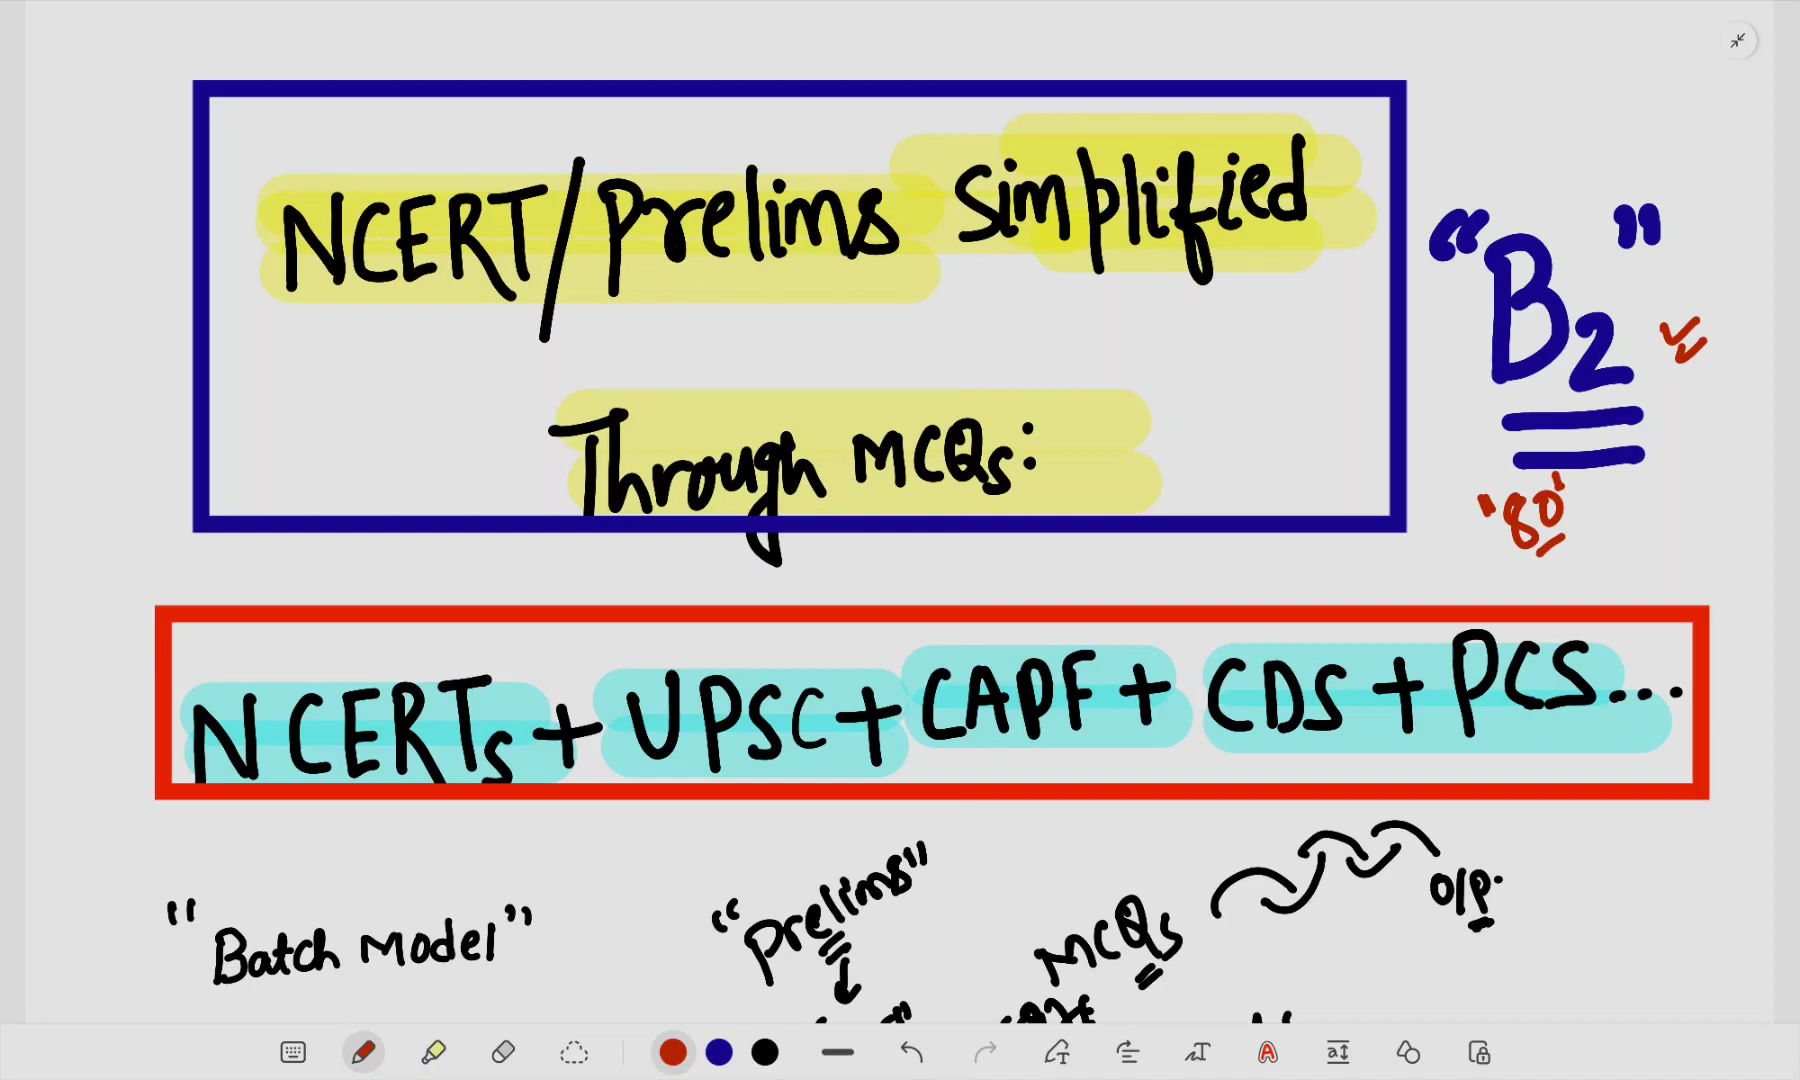 NCERT/Prelims Simplified
Through MCQs:
"B2"
'80'
NCERTs + UPSC + CAPF + CDS + PCS...
"Batch Model"
"Prelims"
MCQs
O/P.